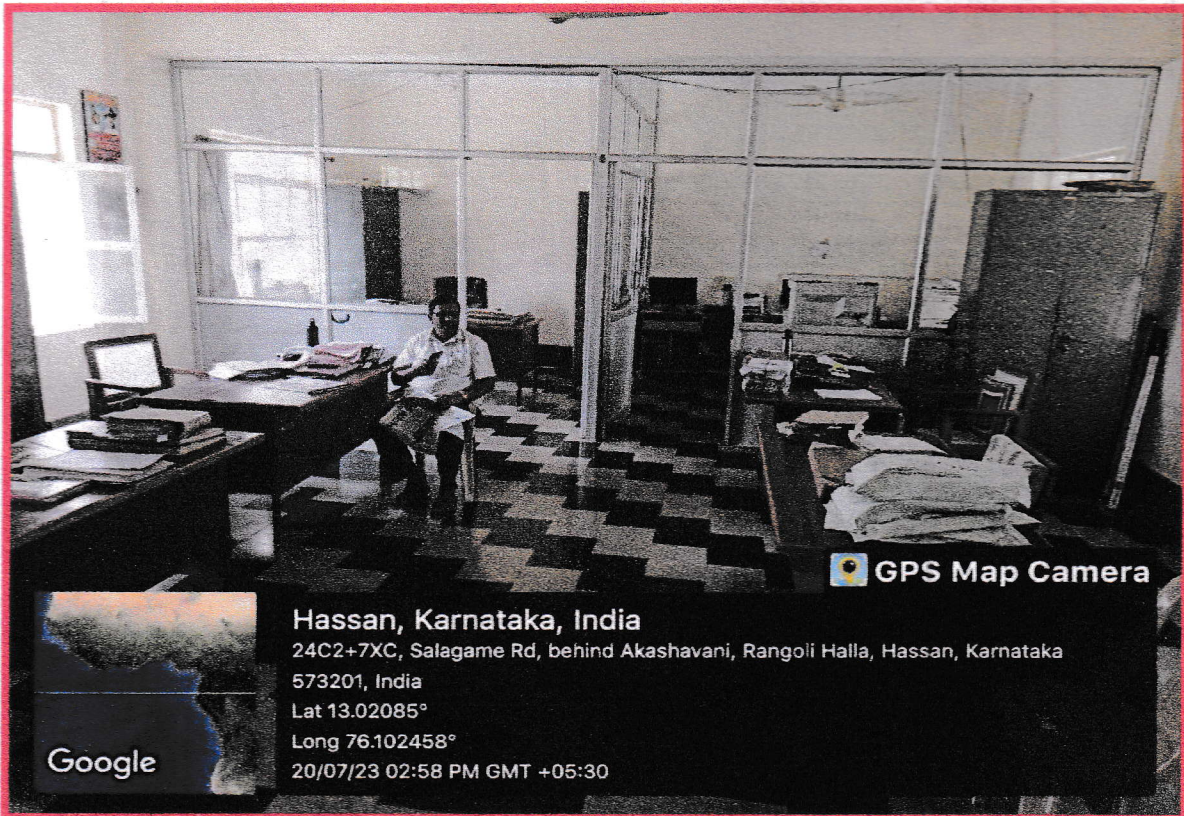 GPS Map Camera
Hassan, Karnataka, India
24C2+7XC, Salagame Rd, behind Akashavani, Rangoli Halla, Hassan, Karnataka
573201, India
Lat 13.02085°
Long 76.102458°
20/07/23 02:58 PM GMT +05:30
Google